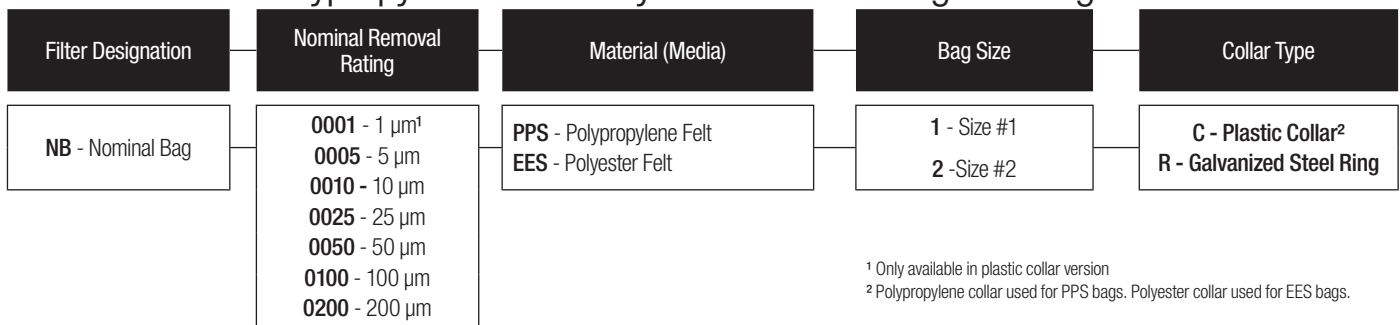 Filter Designation
NB - Nominal Bag
Nominal Removal
Rating
0001 - 1 µm¹
0005 - 5 µm
0010 - 10 µm
0025 - 25 µm
0050 - 50 µm
0100 - 100 µm
0200 - 200 µm
Material (Media)
PPS - Polypropylene Felt
EES - Polyester Felt
Bag Size
1 - Size #1
2 -Size #2
Collar Type
C - Plastic Collar²
R - Galvanized Steel Ring
¹ Only available in plastic collar version
² Polypropylene collar used for PPS bags. Polyester collar used for EES bags.